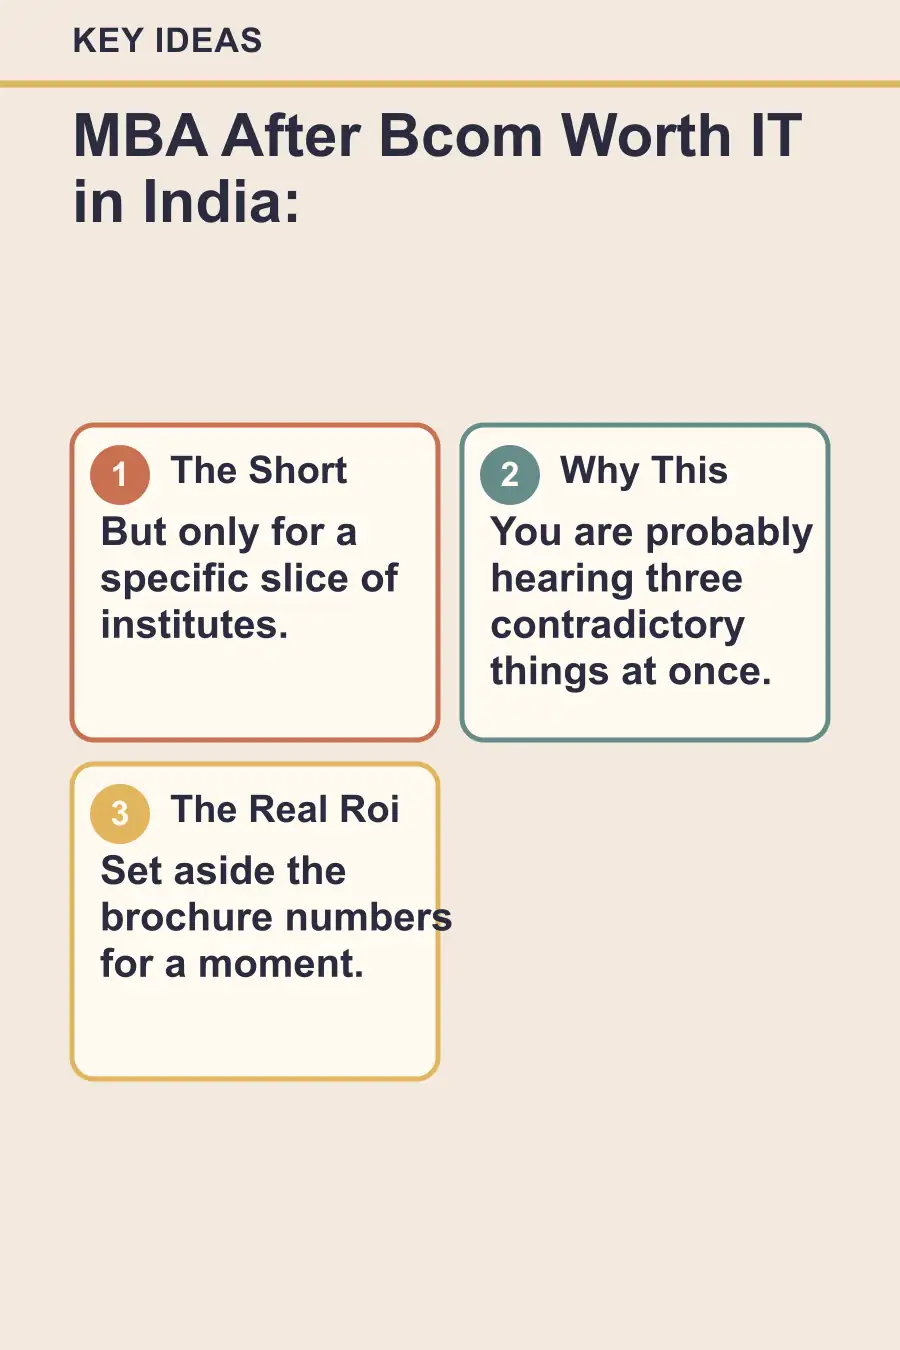 KEY IDEAS
MBA After Bcom Worth IT
in India:
1 The Short
But only for a
specific slice of
institutes.
2 Why This
You are probably
hearing three
contradictory
things at once.
3 The Real Roi
Set aside the
brochure numbers
for a moment.